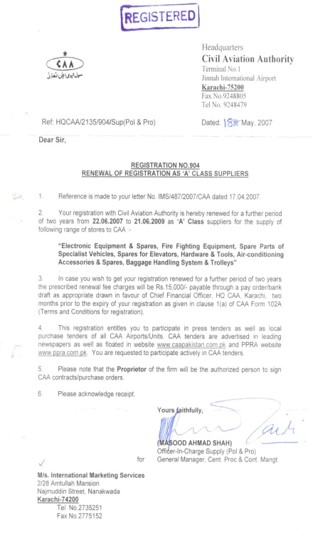 REGISTERED
CAA
Headquarters
Civil Aviation Authority
Terminal No.1
Jinnah International Airport
Karachi-75200
Fax No.9248805
Tel No. 9248479
Ref: HQCAA/2135/904/Sup(Pol & Pro)
Dated: 18 May, 2007
Dear Sir,
REGISTRATION NO.904
RENEWAL OF REGISTRATION AS 'A' CLASS SUPPLIERS
1. Reference is made to your letter No. IMS/487/2007/CAA dated 17.04.2007.
2. Your registration with Civil Aviation Authority is hereby renewed for a further period
of two years from 22.06.2007 to 21.06.2009 as 'A' Class suppliers for the supply of
following range of stores to CAA :-
"Electronic Equipment & Spares, Fire Fighting Equipment, Spare Parts of
Specialist Vehicles, Spares for Elevators, Hardware & Tools, Air-conditioning
Accessories & Spares, Baggage Handling System & Trolleys"
3. In case you wish to get your registration renewed for a further period of two years
the prescribed renewal fee charges will be Rs.15,000/- payable through a pay order/bank
draft as appropriate drawn in favour of Chief Financial Officer, HQ CAA, Karachi, two
months prior to the expiry of your registration as given in clause 1(a) of CAA Form 102A
(Terms and Conditions for registration).
4. This registration entitles you to participate in press tenders as well as local
purchase tenders of all CAA Airports/Units. CAA tenders are advertised in leading
newspapers as well as floated in website www.caapakistan.com.pk and PPRA website
www.ppra.com.pk. You are requested to participate actively in CAA tenders.
5. Please note that the Proprietor of the firm will be the authorized person to sign
CAA contracts/purchase orders.
6. Please acknowledge receipt.
Yours faithfully,
(MASOOD AHMAD SHAH)
Officer-In-Charge Supply (Pol & Pro)
for General Manager, Cent. Proc & Cont. Mangt.
M/s. International Marketing Services
2/28 Amtullah Mansion
Najmuddin Street, Nanakwada
Karachi-74200
Tel No.2735251
Fax No.2775152